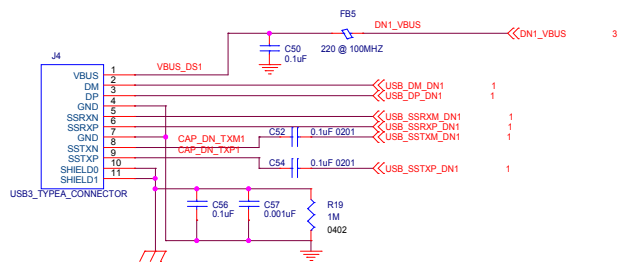 FB5
DN1_VBUS
DN1_VBUS 3
C50
0.1uF
220 @ 100MHZ
J4
VBUS_DS1
VBUS 1
DM 2
DP 3
GND 4
SSRXN 5
SSRXP 6
GND 7
SSTXN 8
SSTXP 9
SHIELD0 10
SHIELD1 11
USB3_TYPEA_CONNECTOR
USB_DM_DN1 1
USB_DP_DN1 1
USB_SSRXM_DN1 1
USB_SSRXP_DN1 1
USB_SSTXM_DN1 1
CAP_DN_TXM1
C52
0.1uF 0201
CAP_DN_TXP1
C54
0.1uF 0201
USB_SSTXP_DN1 1
C56
0.1uF
C57
0.001uF
R19
1M
0402